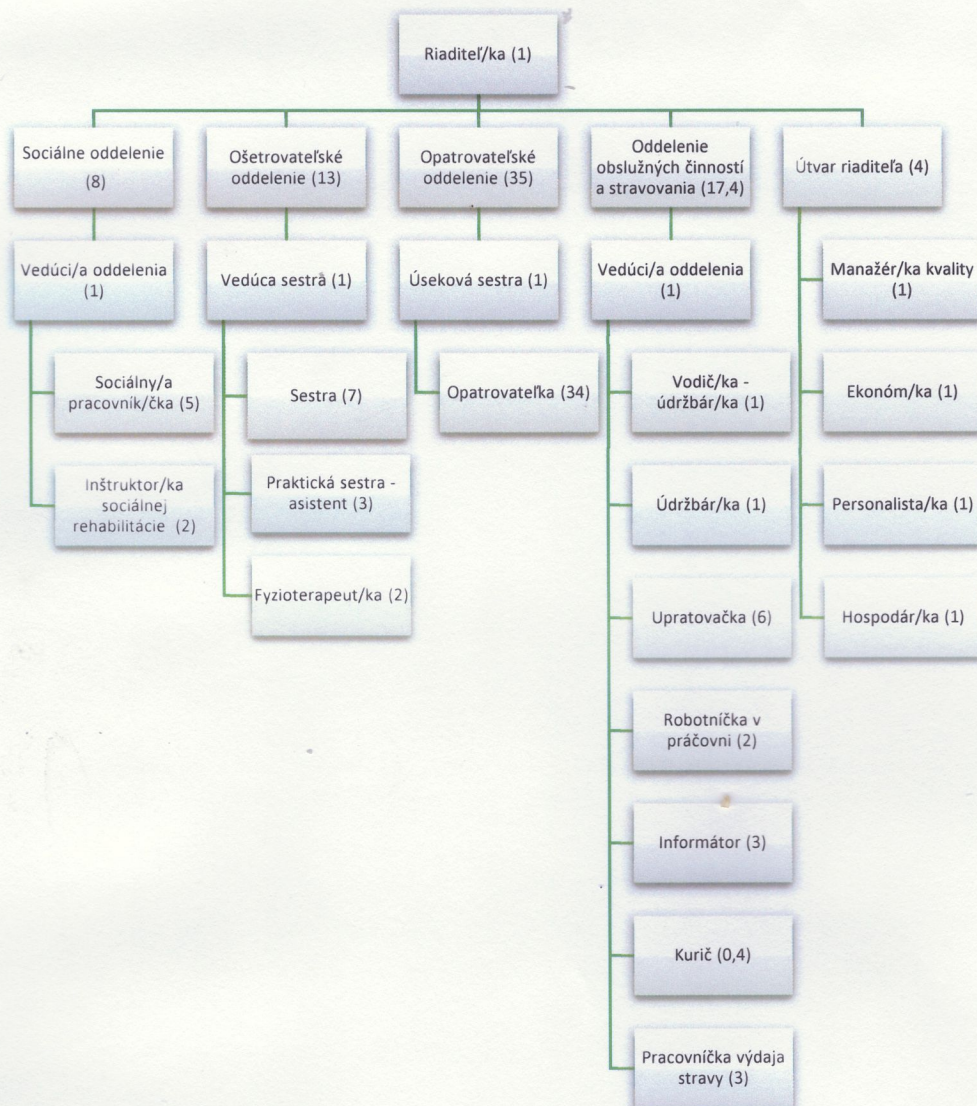 Riaditeľ/ka (1)
Sociálne oddelenie
(8)
Ošetrovateľské
oddelenie (13)
Opatrovateľské
oddelenie (35)
Oddelenie
obslužných činností
a stravovania (17,4)
Útvar riaditeľa (4)
Vedúci/a oddelenia
(1)
Vedúca sestra (1)
Úseková sestra (1)
Vedúci/a oddelenia
(1)
Manažér/ka kvality
(1)
Sociálny/a
pracovník/čka (5)
Sestra (7)
Opatrovateľka (34)
Vodič/ka -
údržbár/ka (1)
Ekonóm/ka (1)
Inštruktor/ka
sociálnej
rehabilitácie (2)
Praktická sestra -
asistent (3)
Údržbár/ka (1)
Personalista/ka (1)
Fyzioterapeut/ka (2)
Upratovačka (6)
Hospodár/ka (1)
Robotníčka v
práčovni (2)
Informátor (3)
Kurič (0,4)
Pracovníčka výdaja
stravy (3)